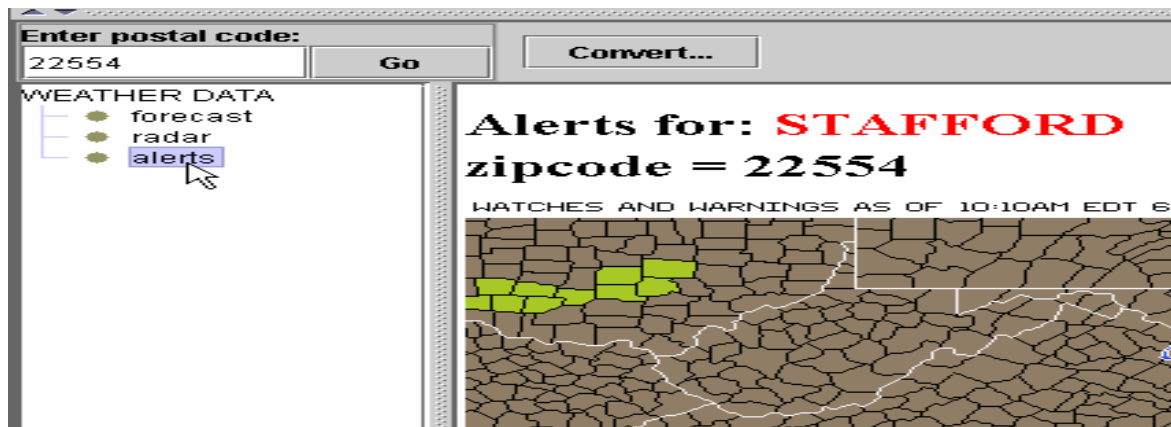 Enter postal code:
22554
Go
Convert...
WEATHER DATA
forecast
radar
alerts
Alerts for: STAFFORD
zipcode = 22554
WATCHES AND WARNINGS AS OF 10:10AM EDT 6